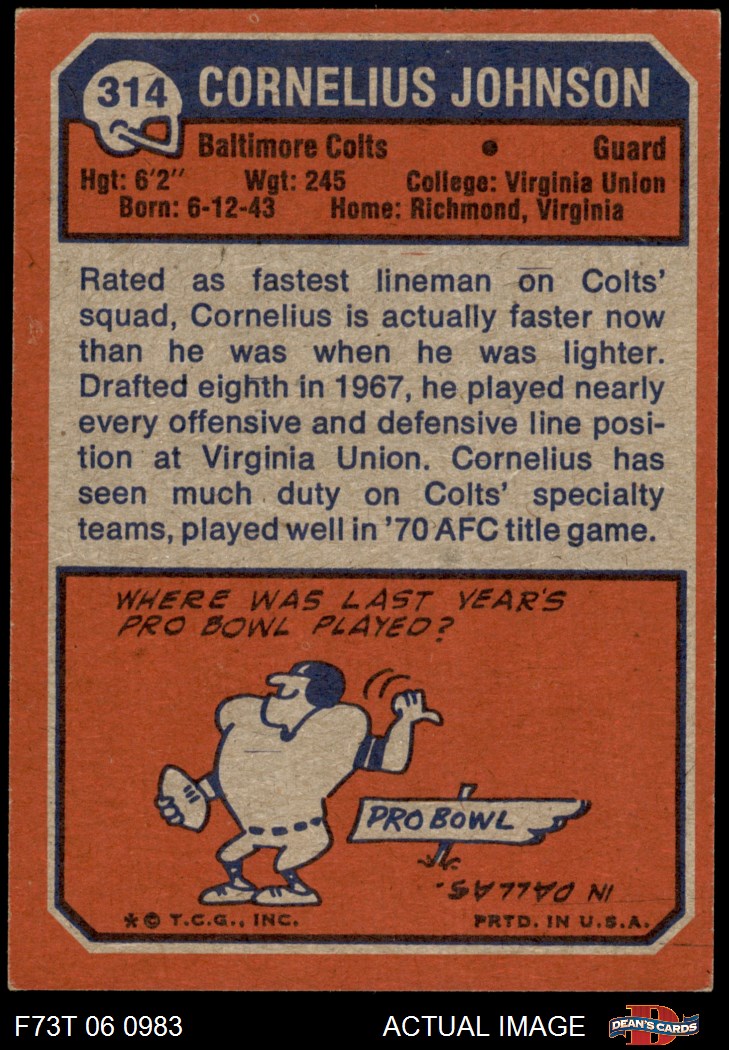 314 CORNELIUS JOHNSON
Baltimore Colts • Guard
Hgt: 6'2" Wgt: 245 College: Virginia Union
Born: 6-12-43 Home: Richmond, Virginia
Rated as fastest lineman on Colts'
squad, Cornelius is actually faster now
than he was when he was lighter.
Drafted eighth in 1967, he played nearly
every offensive and defensive line posi-
tion at Virginia Union. Cornelius has
seen much duty on Colts' specialty
teams, played well in '70 AFC title game.
WHERE WAS LAST YEAR'S
PRO BOWL PLAYED?
PRO BOWL
IN DALLAS.
* © T.C.G., INC. PRTD. IN U.S.A.
F73T 06 0983 ACTUAL IMAGE D DEAN'S CARDS